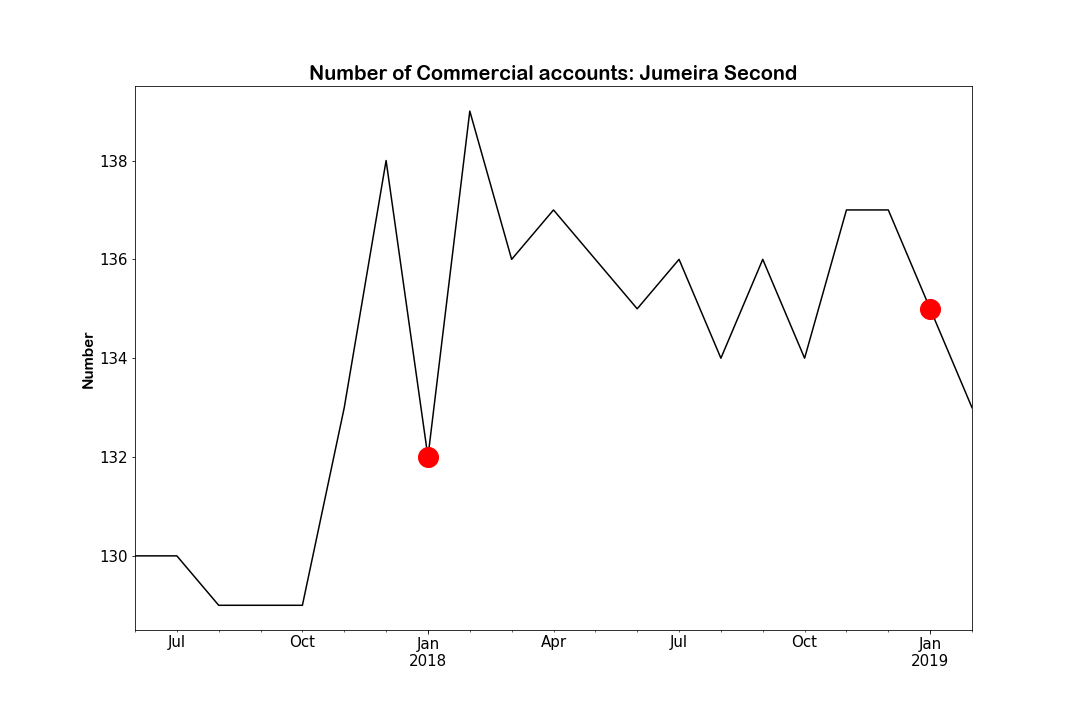 Number of Commercial accounts: Jumeira Second
Number
138
136
134
132
130
Jul
Oct
Jan
2018
Apr
Jul
Oct
Jan
2019